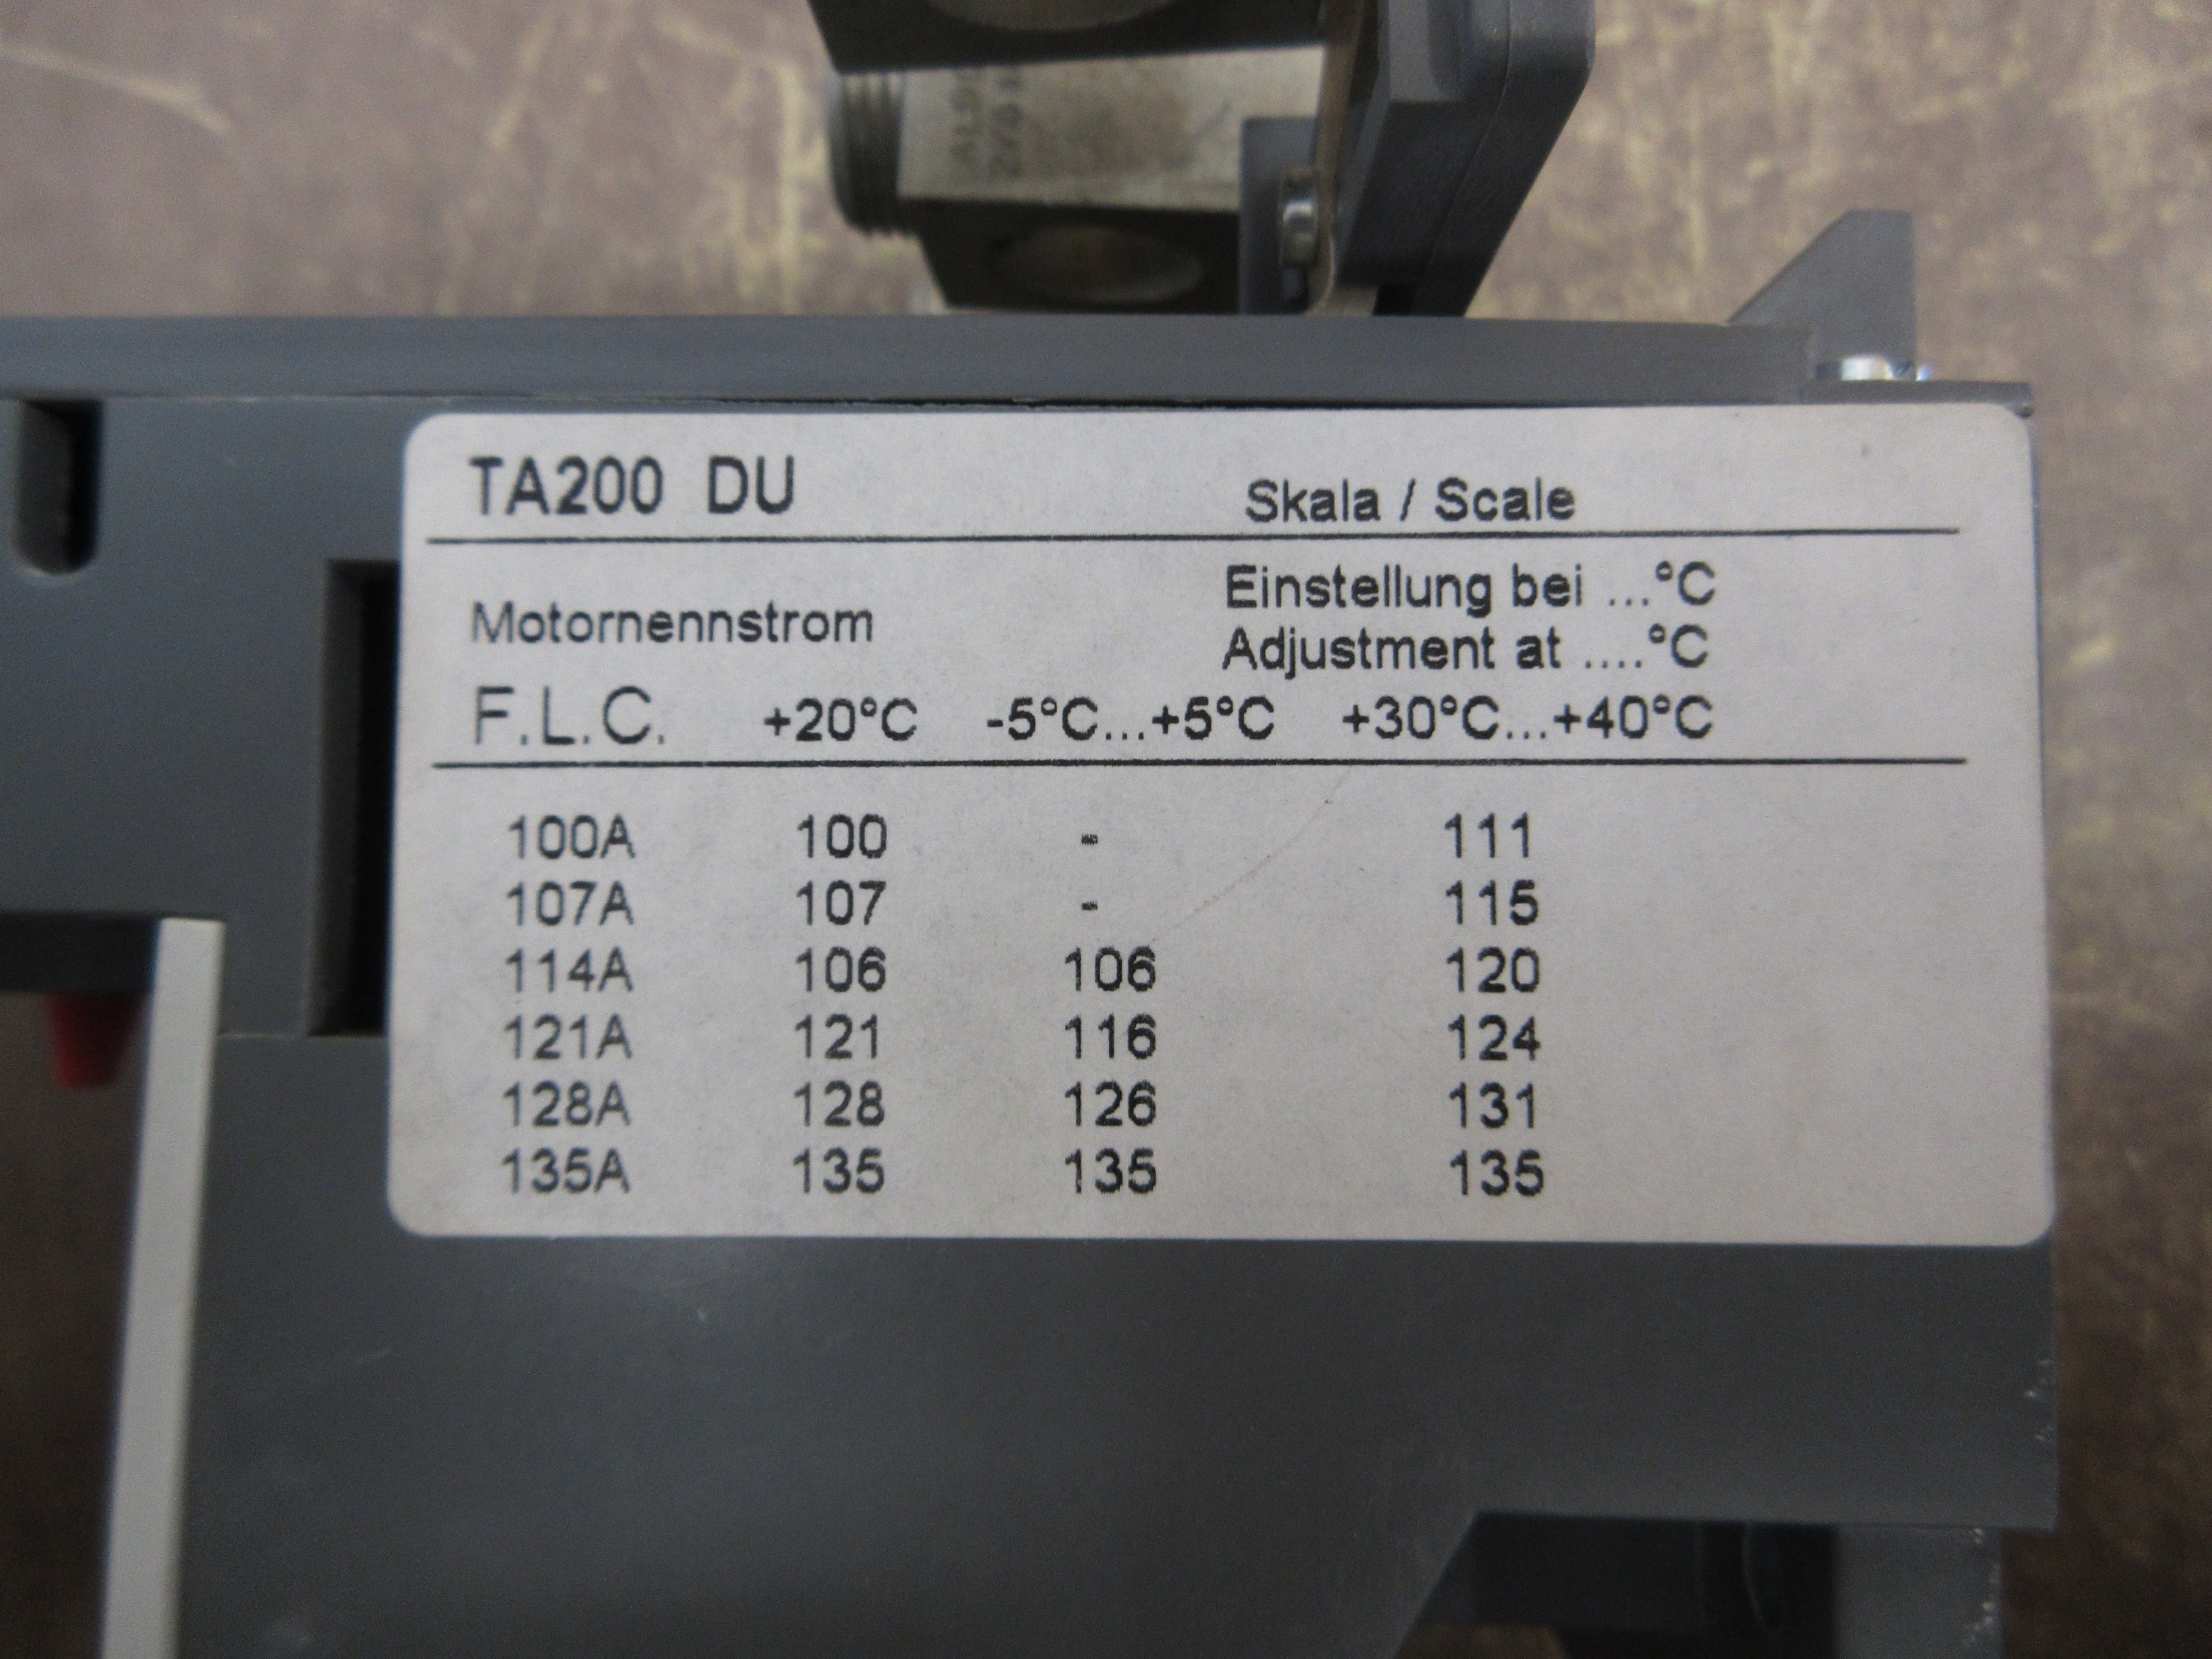 TA200 DU Skala / Scale
Motornennstrom Einstellung bei ...°C
Adjustment at ....°C
F.L.C. +20°C -5°C...+5°C +30°C...+40°C
100A 100 - 111
107A 107 - 115
114A 106 106 120
121A 121 116 124
128A 128 126 131
135A 135 135 135